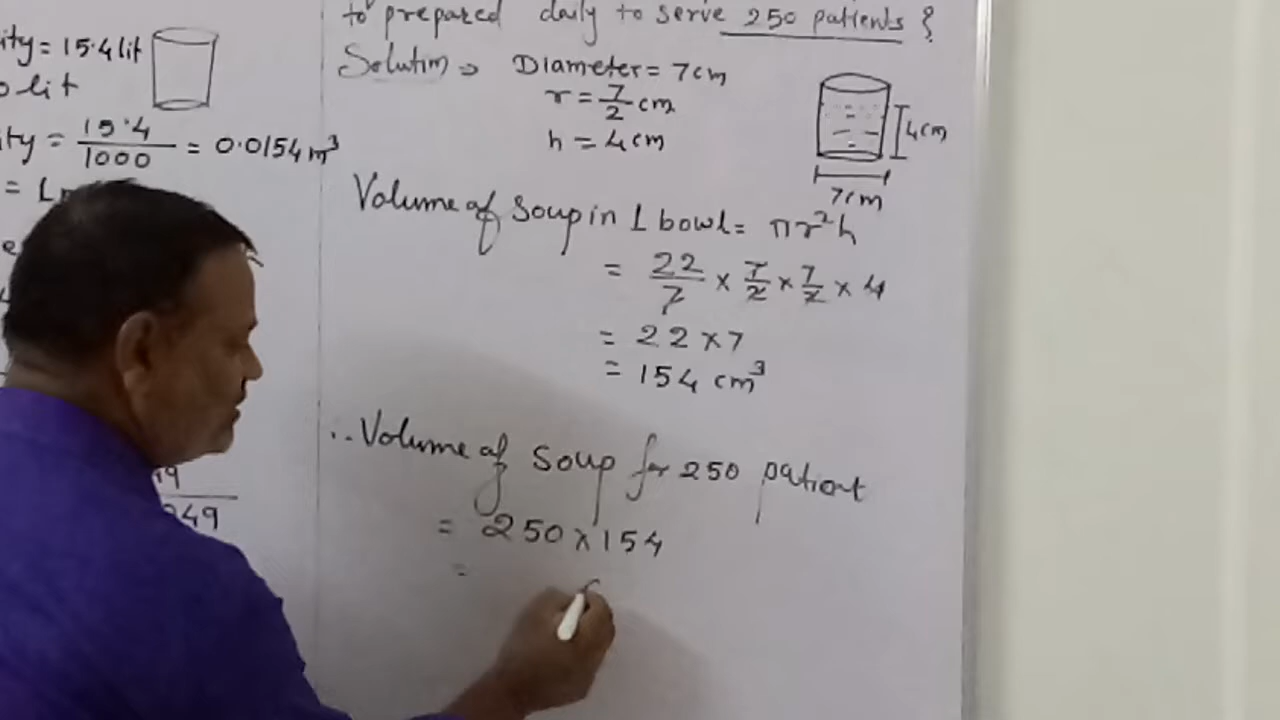 ity = 15.4 lit
o lit
ity = 15.4/1000 = 0.0154 m³
= 1
249
to prepared daily to serve 250 patients ?
Solution ⇒ Diameter = 7cm
r = 7/2 cm
h = 4 cm
4cm
7cm
Volume of soup in 1 bowl = πr²h
= 22/7 × 7/2 × 7/2 × 4
= 22 × 7
= 154 cm³
∴ Volume of soup for 250 patient
= 250 × 154
=